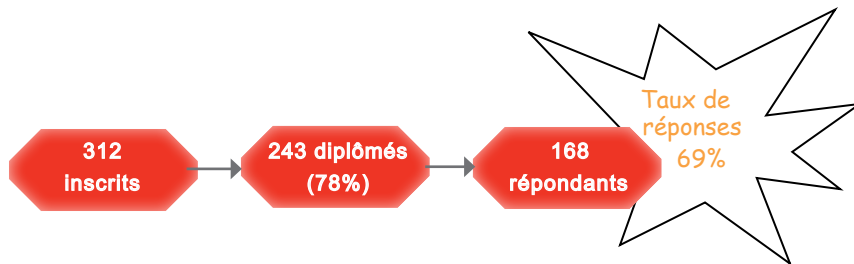 312
inscrits
243 diplômés
(78%)
168
répondants
Taux de
réponses
69%